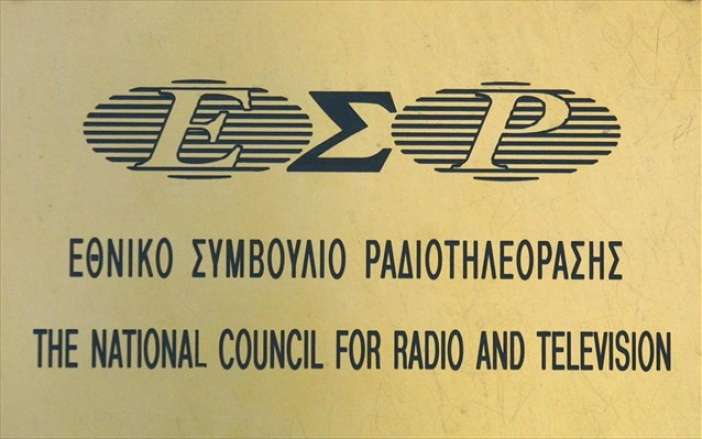 ΕΣΡ
ΕΘΝΙΚΟ ΣΥΜΒΟΥΛΙΟ ΡΑΔΙΟΤΗΛΕΟΡΑΣΗΣ
THE NATIONAL COUNCIL FOR RADIO AND TELEVISION